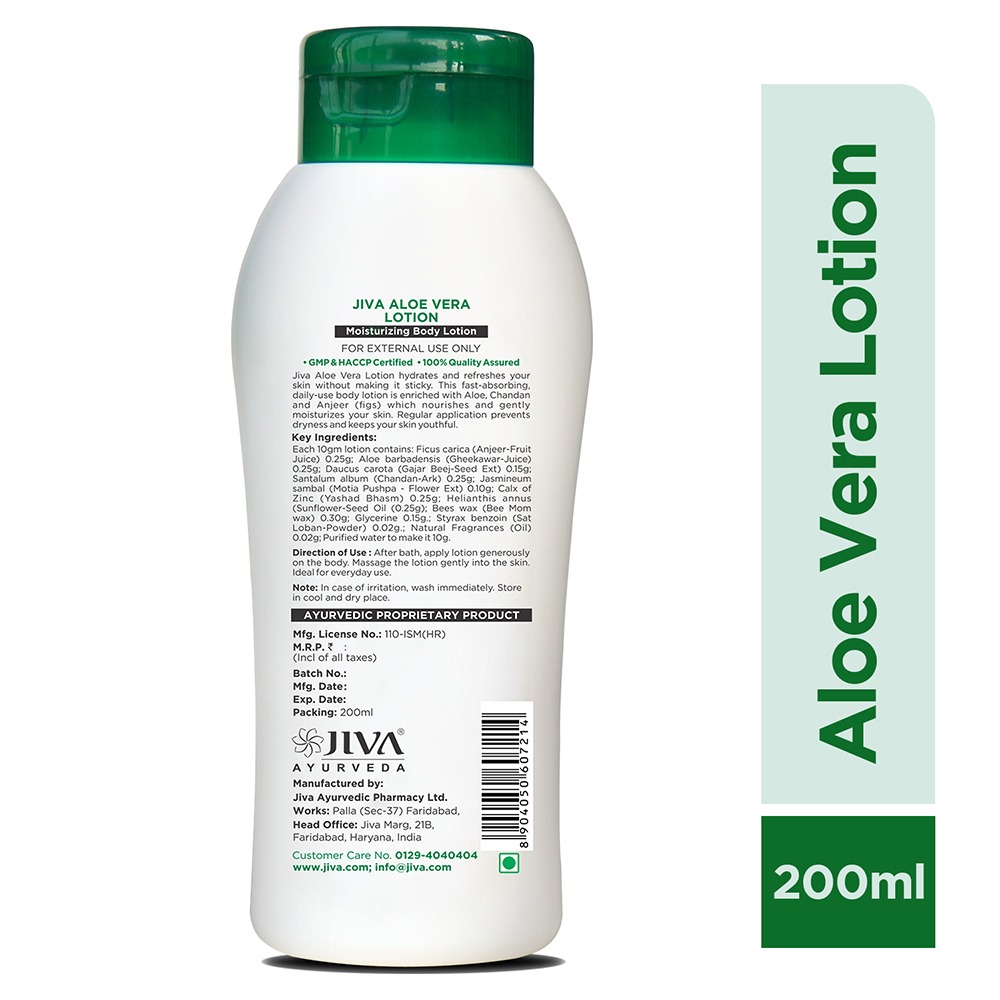 JIVA ALOE VERA
LOTION
Moisturizing Body Lotion
FOR EXTERNAL USE ONLY
• GMP & HACCP Certified • 100% Quality Assured
Jiva Aloe Vera Lotion hydrates and refreshes your
skin without making it sticky. This fast-absorbing,
daily-use body lotion is enriched with Aloe, Chandan
and Anjeer (figs) which nourishes and gently
moisturizes your skin. Regular application prevents
dryness and keeps your skin youthful.
Key Ingredients:
Each 10gm lotion contains: Ficus carica (Anjeer-Fruit
Juice) 0.25g; Aloe barbadensis (Gheekawar-Juice)
0.25g; Daucus carota (Gajar Beej-Seed Ext) 0.15g;
Santalum album (Chandan-Ark) 0.25g; Jasmineum
sambal (Motia Pushpa - Flower Ext) 0.10g; Calx of
Zinc (Yashad Bhasm) 0.25g; Helianthis annus
(Sunflower-Seed Oil (0.25g); Bees wax (Bee Mom
wax) 0.30g; Glycerine 0.15g.; Styrax benzoin (Sat
Loban-Powder) 0.02g.; Natural Fragrances (Oil)
0.02g; Purified water to make it 10g.
Direction of Use : After bath, apply lotion generously
on the body. Massage the lotion gently into the skin.
Ideal for everyday use.
Note: In case of irritation, wash immediately. Store
in cool and dry place.
AYURVEDIC PROPRIETARY PRODUCT
Mfg. License No.: 110-ISM(HR)
M.R.P. ₹ :
(Incl of all taxes)
Batch No.:
Mfg. Date:
Exp. Date:
Packing: 200ml
JIVA®
AYURVEDA
Manufactured by:
Jiva Ayurvedic Pharmacy Ltd.
Works: Palla (Sec-37) Faridabad,
Head Office: Jiva Marg, 21B,
Faridabad, Haryana, India
Customer Care No. 0129-4040404
www.jiva.com; info@jiva.com
8 904050 607214
Aloe Vera Lotion
200ml